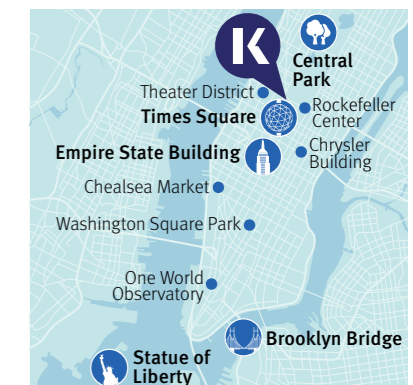 K
Central
Park
Theater District
Times Square
Rockefeller
Center
Empire State Building
Chrysler
Building
Chealsea Market
Washington Square Park
One World
Observatory
Brooklyn Bridge
Statue of
Liberty